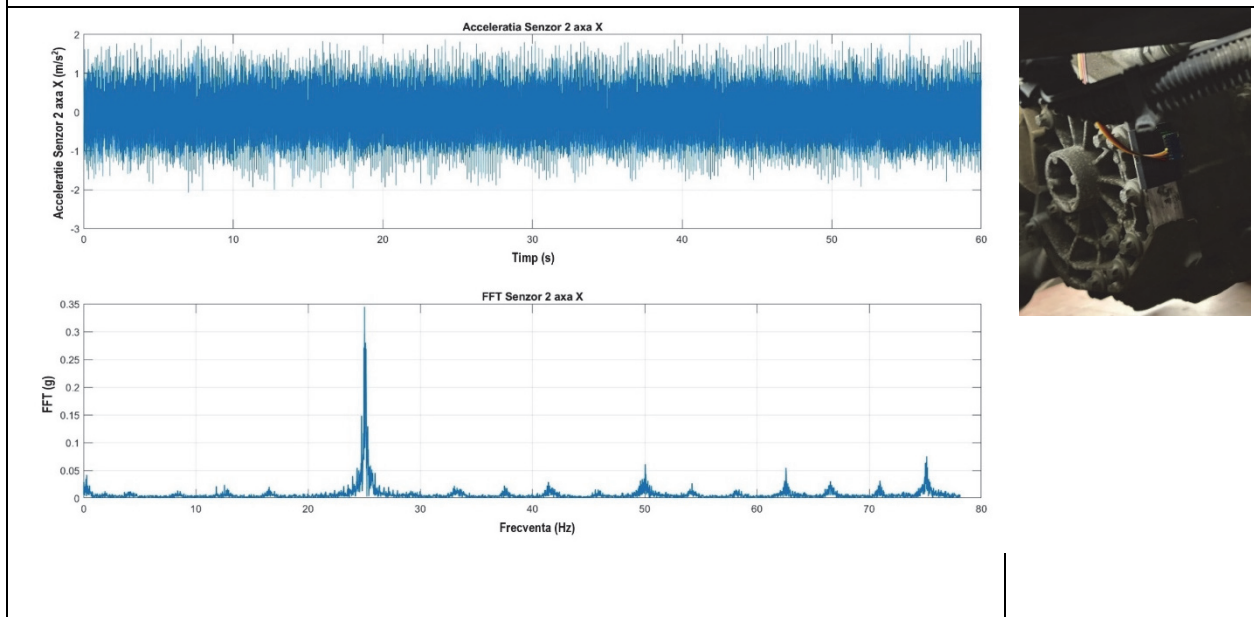 Acceleratia Senzor 2 axa X
Acceleratie Senzor 2 axa X (m/s²)
2
1
0
-1
-2
-3
0 10 20 30 40 50 60
Timp (s)
FFT Senzor 2 axa X
FFT (g)
0.35
0.3
0.25
0.2
0.15
0.1
0.05
0
0 10 20 30 40 50 60 70 80
Frecventa (Hz)